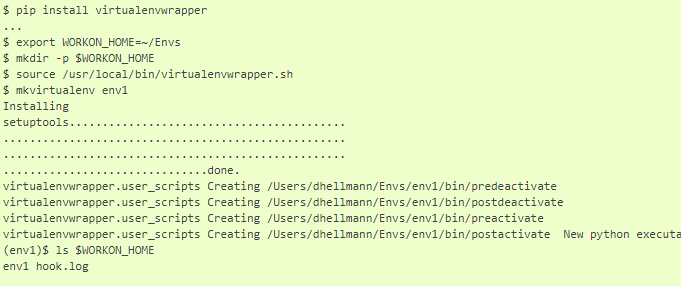 $ pip install virtualenvwrapper
...
$ export WORKON_HOME=~/Envs
$ mkdir -p $WORKON_HOME
$ source /usr/local/bin/virtualenvwrapper.sh
$ mkvirtualenv env1
Installing
setuptools..........................................
....................................................
....................................................
...............................done.
virtualenvwrapper.user_scripts Creating /Users/dhellmann/Envs/env1/bin/predeactivate
virtualenvwrapper.user_scripts Creating /Users/dhellmann/Envs/env1/bin/postdeactivate
virtualenvwrapper.user_scripts Creating /Users/dhellmann/Envs/env1/bin/preactivate
virtualenvwrapper.user_scripts Creating /Users/dhellmann/Envs/env1/bin/postactivate  New python executa
(env1)$ ls $WORKON_HOME
env1 hook.log